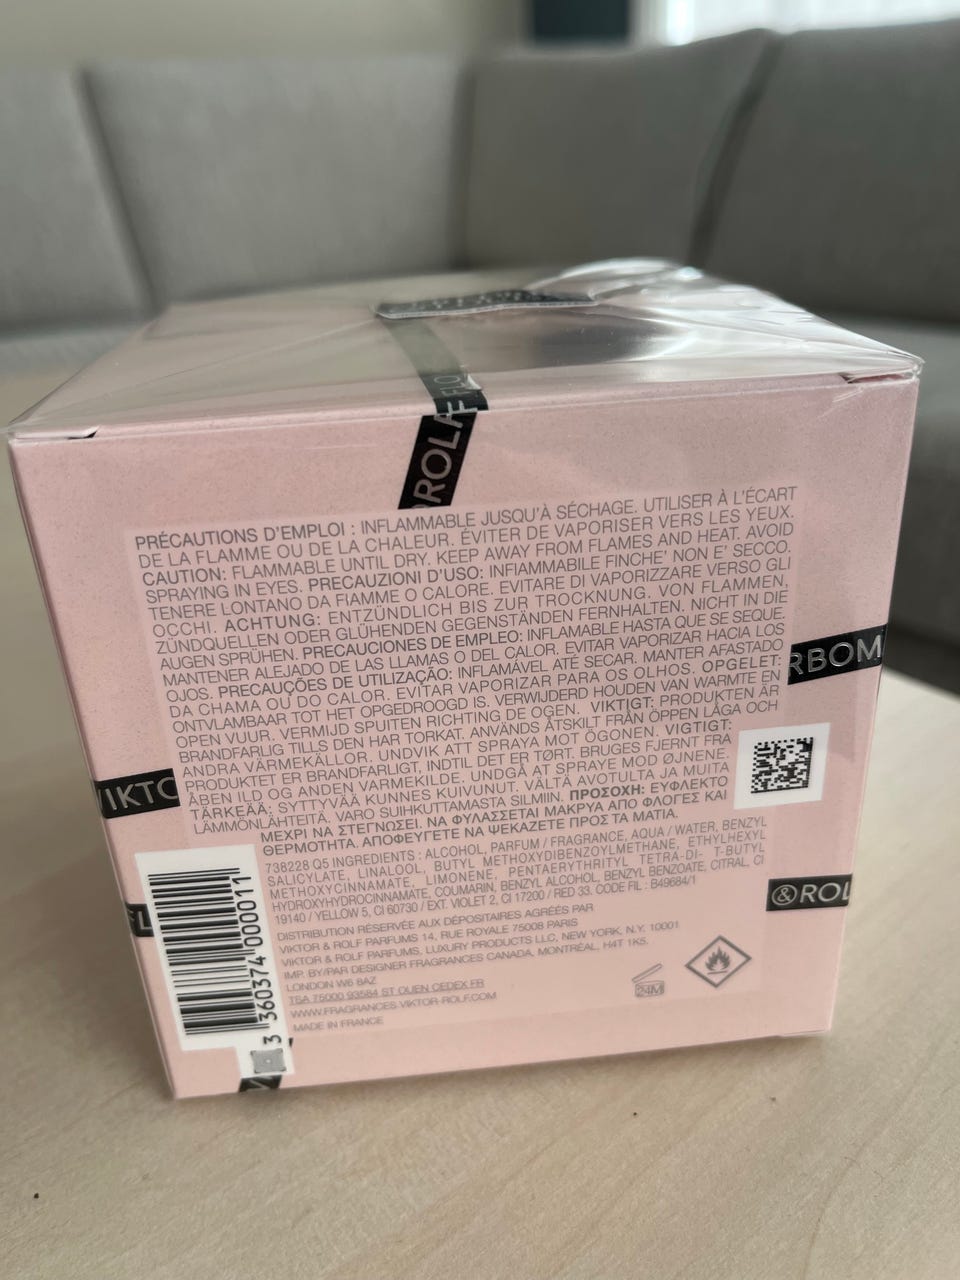 FLO
ROLF
PRÉCAUTIONS D'EMPLOI : INFLAMMABLE JUSQU'À SÉCHAGE. UTILISER À L'ÉCART
DE LA FLAMME OU DE LA CHALEUR. ÉVITER DE VAPORISER VERS LES YEUX.
CAUTION: FLAMMABLE UNTIL DRY. KEEP AWAY FROM FLAMES AND HEAT. AVOID
SPRAYING IN EYES. PRECAUZIONI D'USO: INFIAMMABILE FINCHE' NON E' SECCO.
TENERE LONTANO DA FIAMME O CALORE. EVITARE DI VAPORIZZARE VERSO GLI
OCCHI. ACHTUNG: ENTZÜNDLICH BIS ZUR TROCKNUNG. VON FLAMMEN,
ZÜNDQUELLEN ODER GLÜHENDEN GEGENSTÄNDEN FERNHALTEN. NICHT IN DIE
AUGEN SPRÜHEN. PRECAUCIONES DE EMPLEO: INFLAMABLE HASTA QUE SE SEQUE.
MANTENER ALEJADO DE LAS LLAMAS O DEL CALOR. EVITAR VAPORIZAR HACIA LOS
OJOS. PRECAUÇÕES DE UTILIZAÇÃO: INFLAMÁVEL ATÉ SECAR. MANTER AFASTADO
DA CHAMA OU DO CALOR. EVITAR VAPORIZAR PARA OS OLHOS. OPGELET:
ONTVLAMBAAR TOT HET OPGEDROOGD IS. VERWIJDERD HOUDEN VAN WARMTE EN
OPEN VUUR. VERMIJD SPUITEN RICHTING DE OGEN. VIKTIGT: PRODUKTEN ÄR
BRANDFARLIG TILLS DEN HAR TORKAT. ANVÄNDS ÅTSKILT FRÅN ÖPPEN LÅGA OCH
ANDRA VÄRMEKÄLLOR. UNDVIK ATT SPRAYA MOT ÖGONEN. VIGTIGT:
PRODUKTET ER BRANDFARLIGT, INDTIL DET ER TØRT. BRUGES FJERNT FRA
ÅBEN ILD OG ANDEN VARMEKILDE. UNDGÅ AT SPRAYE MOD ØJNENE.
TÄRKEÄÄ: SYTTYVÄÄ KUNNES KUIVUNUT. VÄLTÄ AVOTULTA JA MUITA
LÄMMÖNLÄHTEITÄ. VARO SUIHKUTTAMASTA SILMIIN. ΠΡΟΣΟΧΗ: ΕΥΦΛΕΚΤΟ
ΜΕΧΡΙ ΝΑ ΣΤΕΓΝΩΣΕΙ. ΝΑ ΦΥΛΑΣΣΕΤΑΙ ΜΑΚΡΥΑ ΑΠΟ ΦΛΟΓΕΣ ΚΑΙ
ΘΕΡΜΟΤΗΤΑ. ΑΠΟΦΕΥΓΕΤΕ ΝΑ ΨΕΚΑΖΕΤΕ ΠΡΟΣ ΤΑ ΜΑΤΙΑ.
RBOM
VIKTO
&ROL
FL
738228 Q5 INGREDIENTS : ALCOHOL, PARFUM / FRAGRANCE, AQUA / WATER, BENZYL
SALICYLATE, LINALOOL, BUTYL METHOXYDIBENZOYLMETHANE, ETHYLHEXYL
METHOXYCINNAMATE, LIMONENE, PENTAERYTHRITYL TETRA-DI- T-BUTYL
HYDROXYHYDROCINNAMATE, COUMARIN, BENZYL ALCOHOL, BENZYL BENZOATE, CITRAL, CI
19140 / YELLOW 5, CI 60730 / EXT. VIOLET 2, CI 17200 / RED 33. CODE FIL : B49684/1
DISTRIBUTION RÉSERVÉE AUX DÉPOSITAIRES AGRÉÉS PAR
VIKTOR & ROLF PARFUMS 14, RUE ROYALE 75008 PARIS
VIKTOR & ROLF PARFUMS, LUXURY PRODUCTS LLC, NEW YORK, N.Y. 10001
IMP. BY/PAR DESIGNER FRAGRANCES CANADA, MONTRÉAL, H4T 1K5.
LONDON W6 8AZ
TSA 75000 93584 ST OUEN CEDEX FR
WWW.FRAGRANCES.VIKTOR-ROLF.COM
MADE IN FRANCE
24M
3 360374 000011